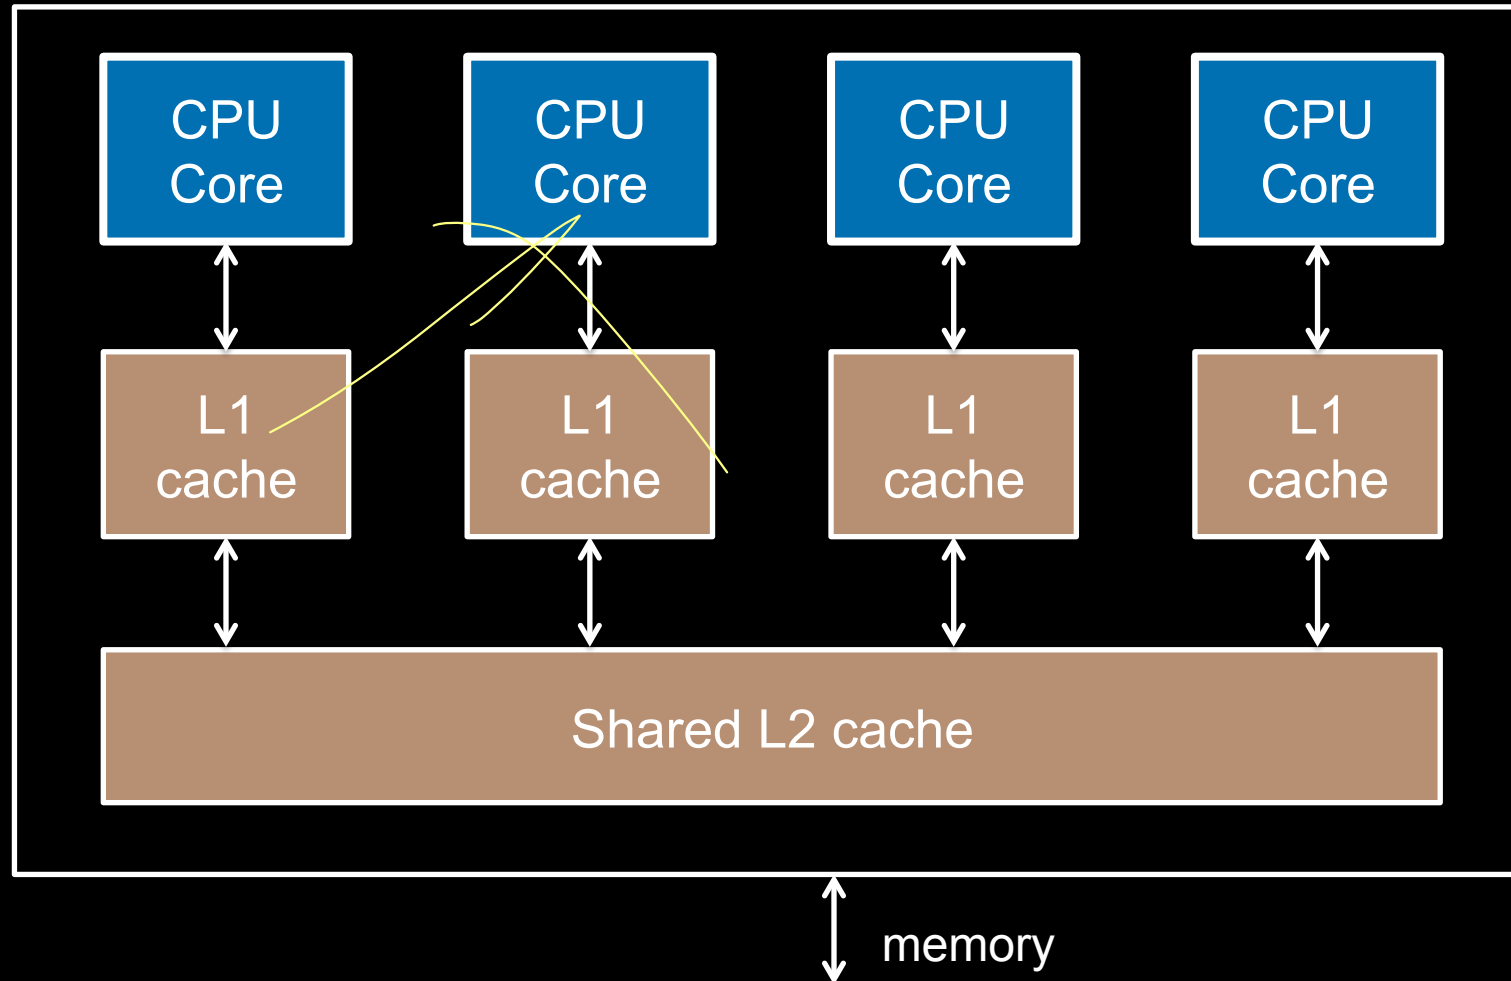 CPU
Core
CPU
Core
CPU
Core
CPU
Core
L1
cache
L1
cache
L1
cache
L1
cache
Shared L2 cache
memory